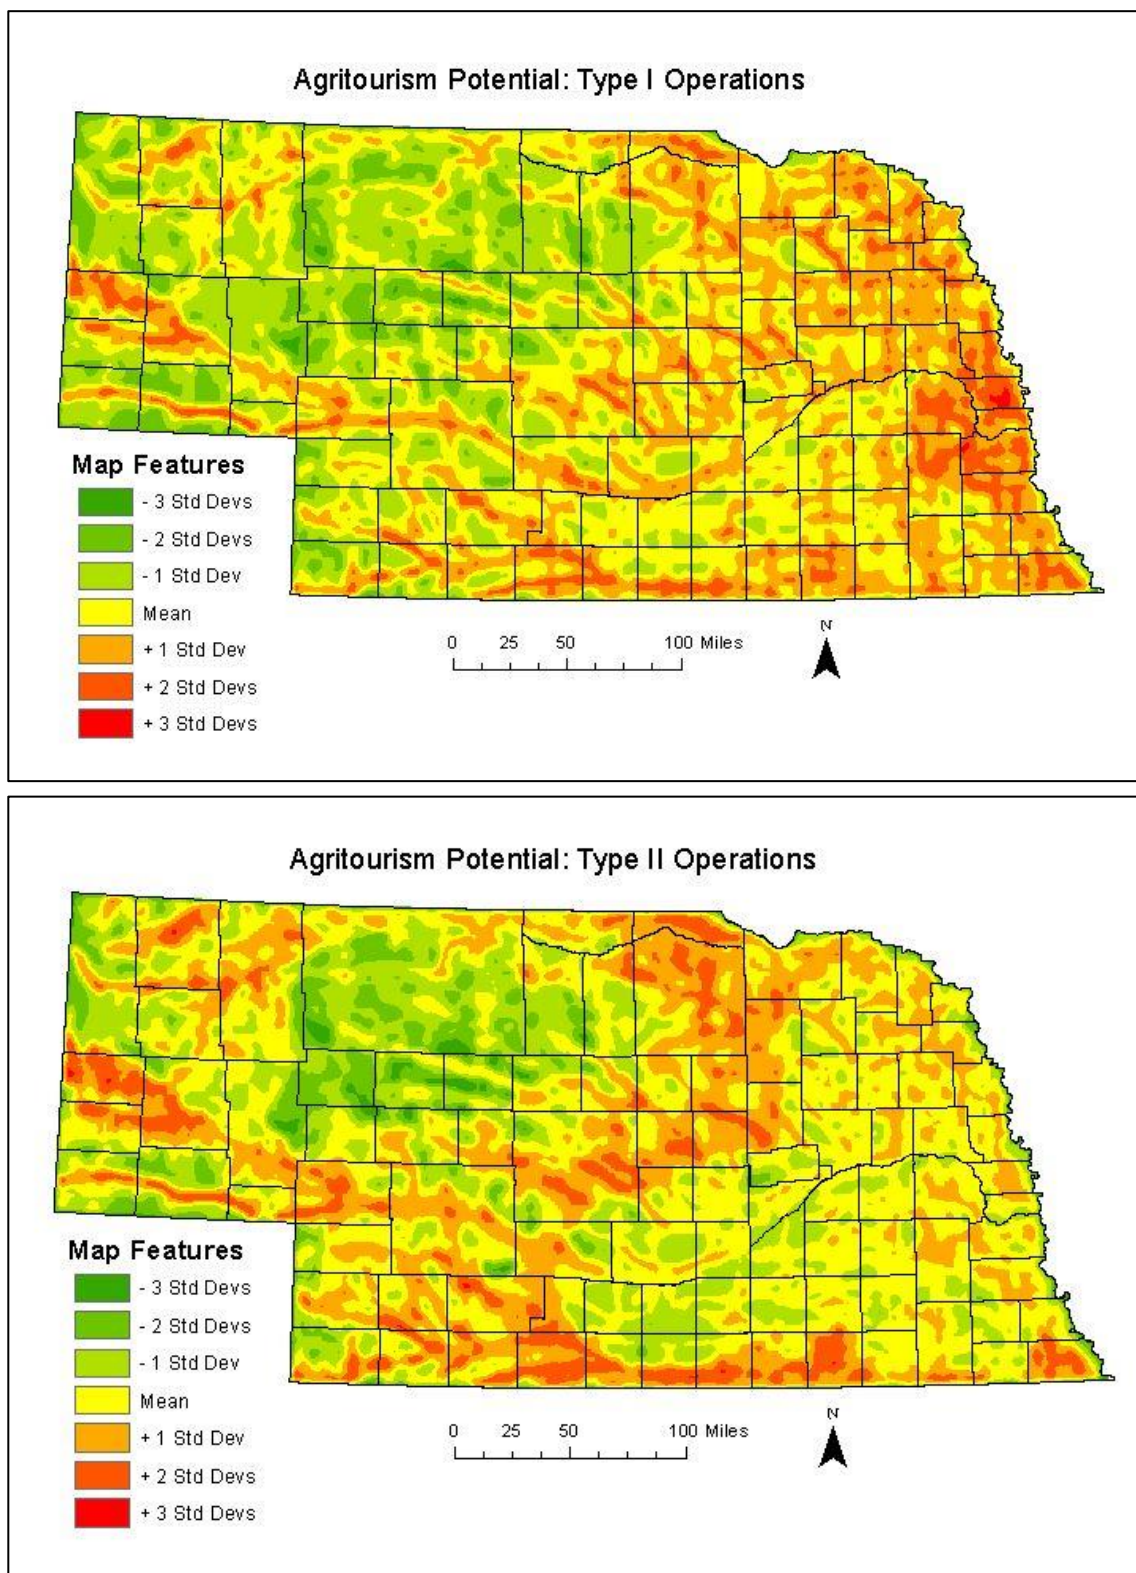 Agritourism Potential: Type I Operations
Map Features
- 3 Std Devs
- 2 Std Devs
- 1 Std Dev
Mean
+ 1 Std Dev
+ 2 Std Devs
+ 3 Std Devs
0 25 50 100 Miles
N
Agritourism Potential: Type II Operations
Map Features
- 3 Std Devs
- 2 Std Devs
- 1 Std Dev
Mean
+ 1 Std Dev
+ 2 Std Devs
+ 3 Std Devs
0 25 50 100 Miles
N